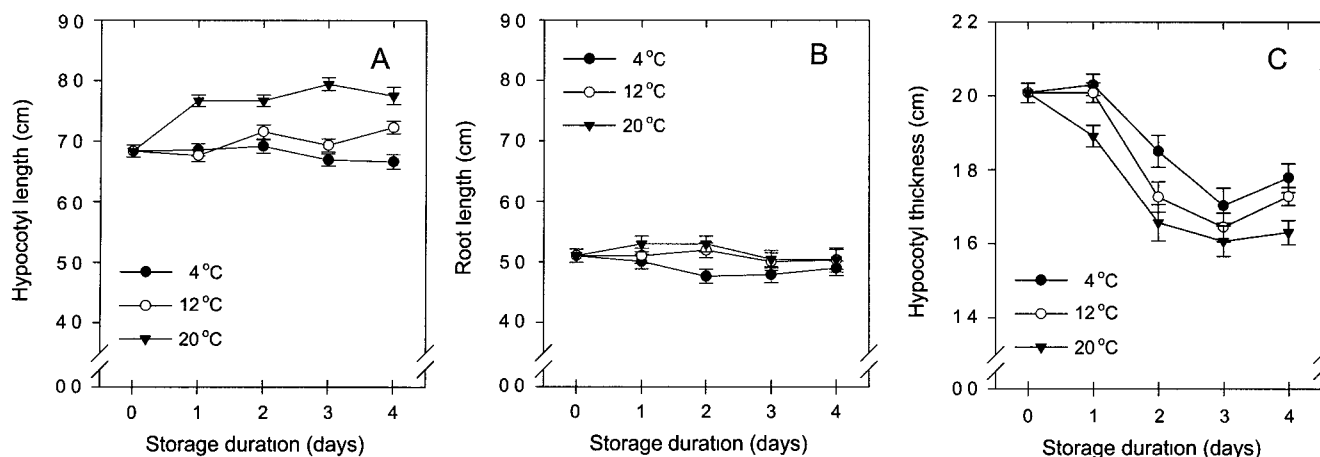 A
Hypocotyl length (cm)
9 0
8 0
7 0
6 0
5 0
4 0
0 0
4 °C
12 °C
20 °C
0 1 2 3 4
Storage duration (days)
B
Root length (cm)
9 0
8 0
7 0
6 0
5 0
4 0
0 0
4 °C
12 °C
20 °C
0 1 2 3 4
Storage duration (days)
C
Hypocotyl thickness (cm)
2 2
2 0
1 8
1 6
1 4
0 0
4 °C
12 °C
20 °C
0 1 2 3 4
Storage duration (days)